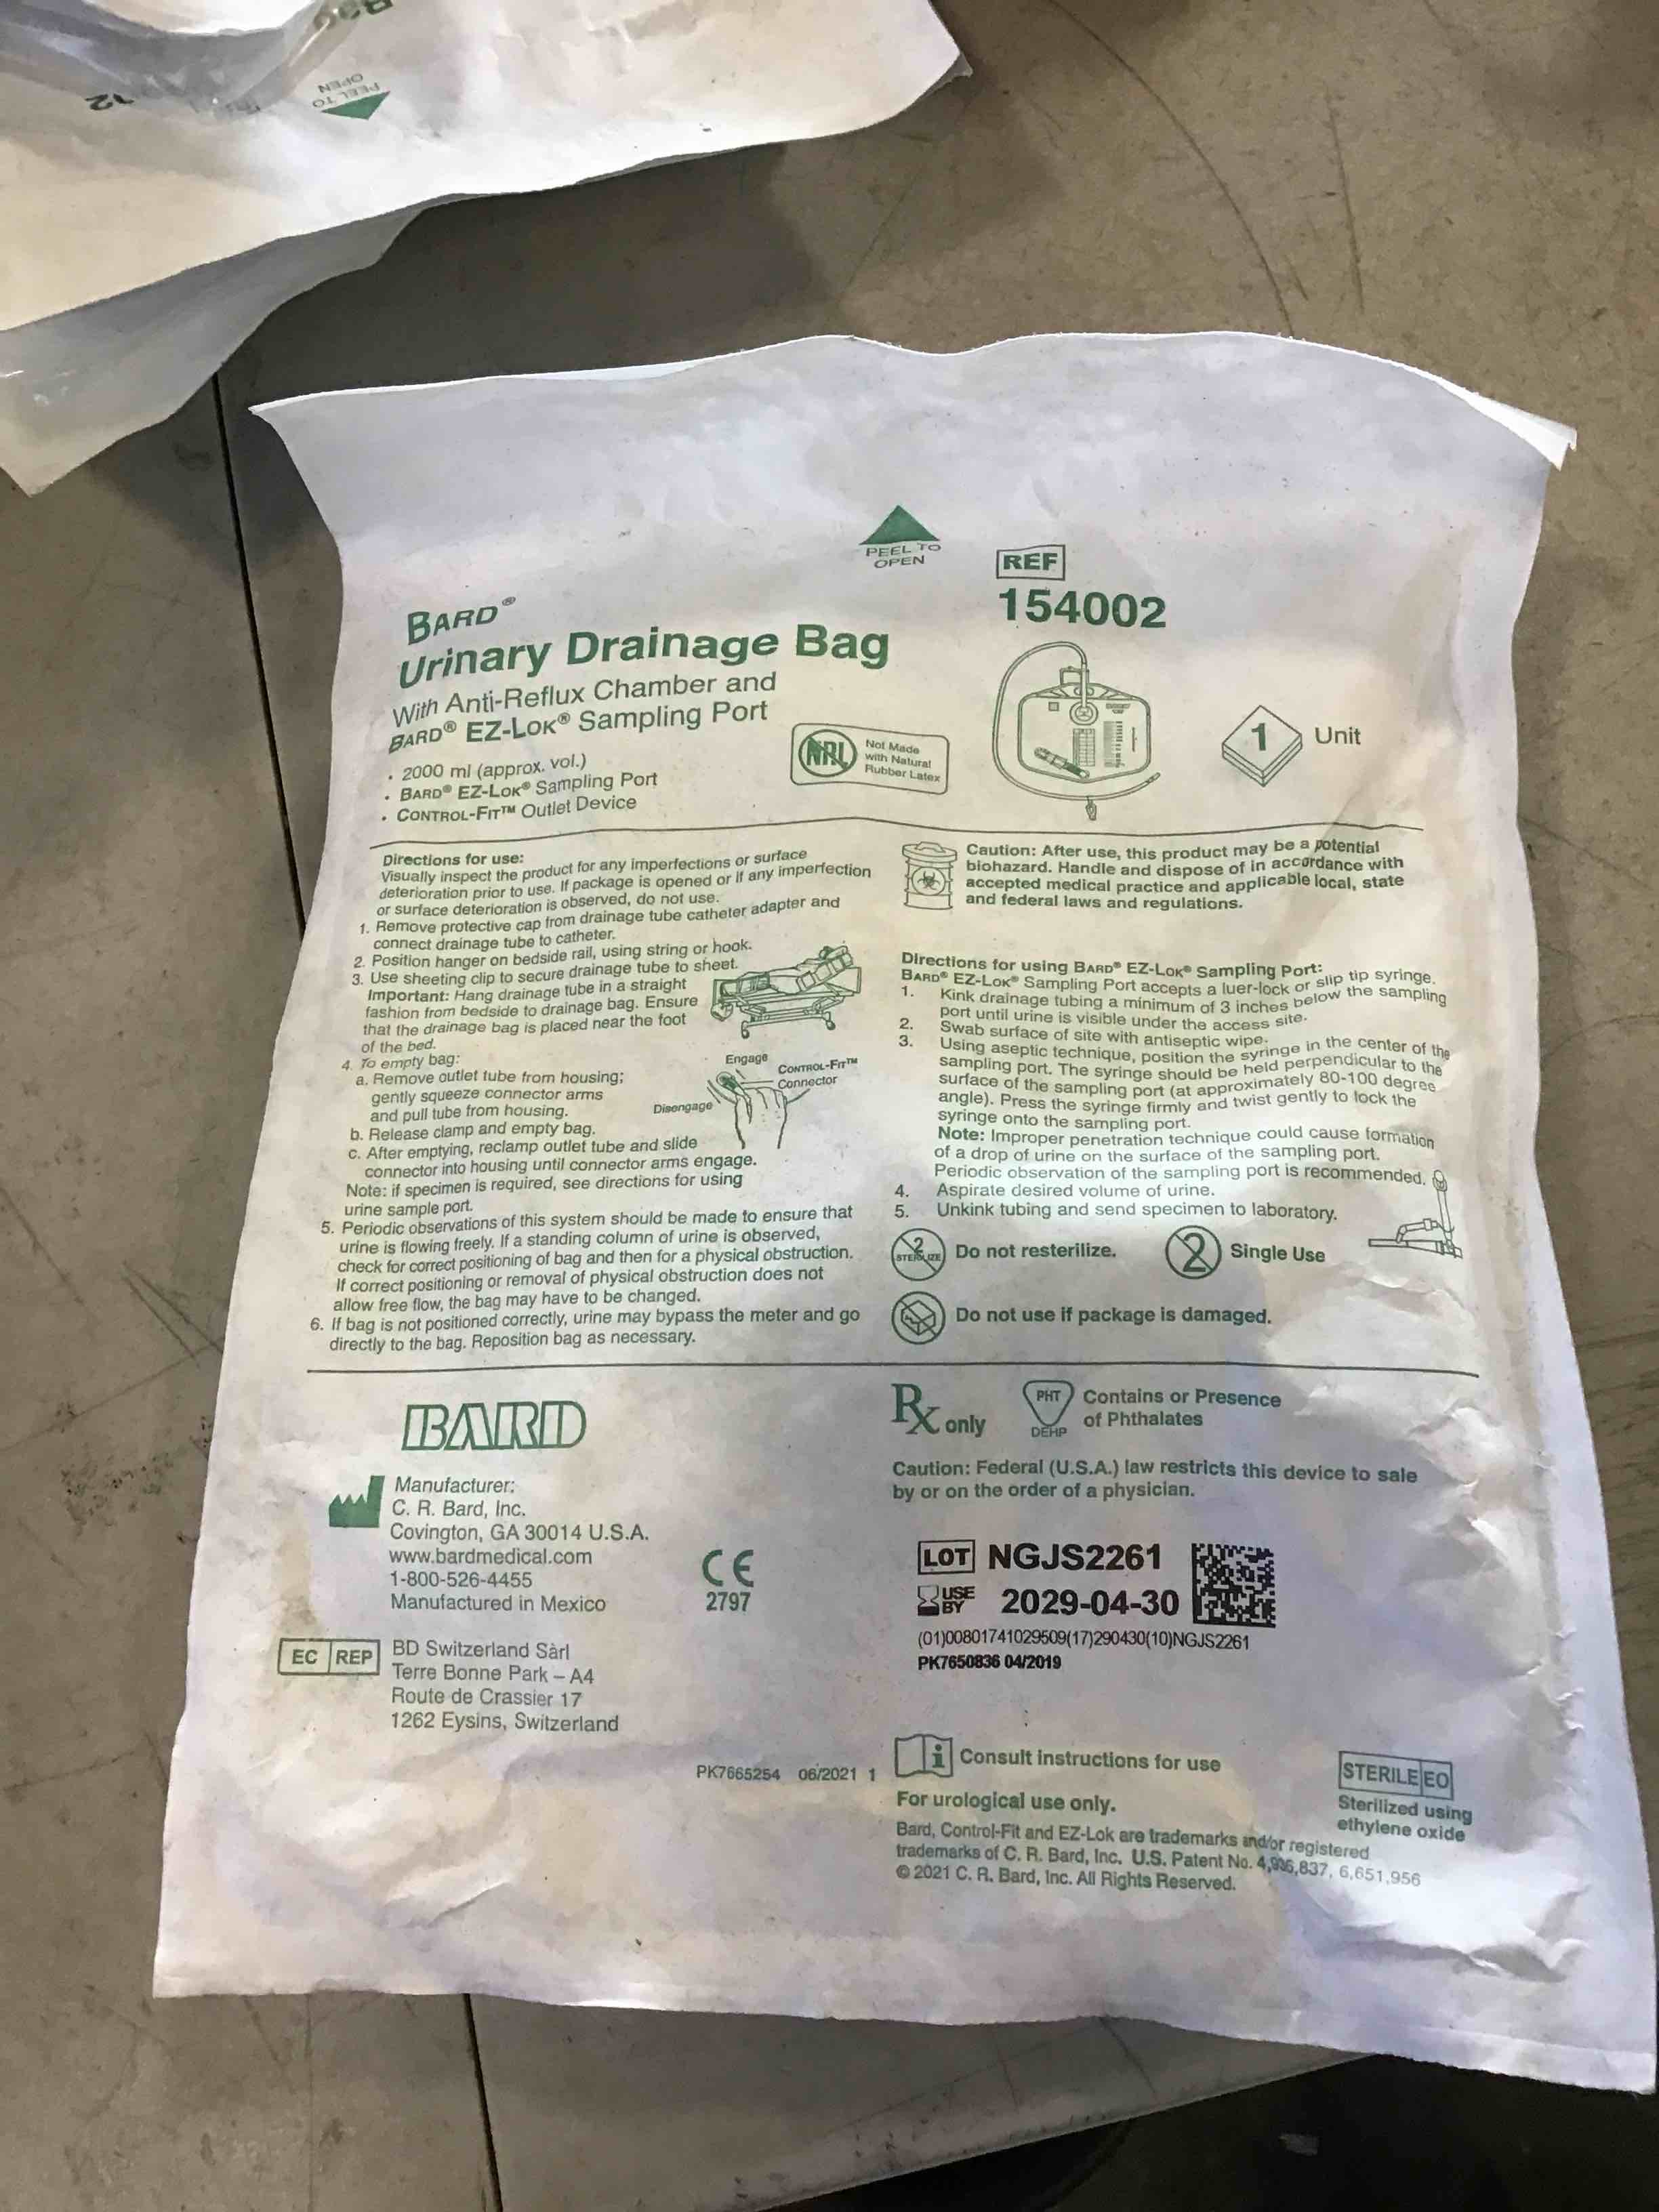 PEEL TO
OPEN
PEEL TO
OPEN
REF
154002
BARD®
Urinary Drainage Bag
With Anti-Reflux Chamber and
BARD® EZ-LOK® Sampling Port
• 2000 ml (approx. vol.)
• BARD® EZ-LOK® Sampling Port
• CONTROL-FIT™ Outlet Device
NRL
Not Made
with Natural
Rubber Latex
1 Unit
Directions for use:
Visually inspect the product for any imperfections or surface
deterioration prior to use. If package is opened or if any imperfection
or surface deterioration is observed, do not use.
1. Remove protective cap from drainage tube catheter adapter and
connect drainage tube to catheter.
2. Position hanger on bedside rail, using string or hook.
3. Use sheeting clip to secure drainage tube to sheet.
Important: Hang drainage tube in a straight
fashion from bedside to drainage bag. Ensure
that the drainage bag is placed near the foot
of the bed.
4. To empty bag:
a. Remove outlet tube from housing;
gently squeeze connector arms
and pull tube from housing.
b. Release clamp and empty bag.
c. After emptying, reclamp outlet tube and slide
connector into housing until connector arms engage.
Note: if specimen is required, see directions for using
urine sample port.
5. Periodic observations of this system should be made to ensure that
urine is flowing freely. If a standing column of urine is observed,
check for correct positioning of bag and then for a physical obstruction.
If correct positioning or removal of physical obstruction does not
allow free flow, the bag may have to be changed.
6. If bag is not positioned correctly, urine may bypass the meter and go
directly to the bag. Reposition bag as necessary.
Engage
CONTROL-FIT™
Connector
Disengage
Caution: After use, this product may be a potential
biohazard. Handle and dispose of in accordance with
accepted medical practice and applicable local, state
and federal laws and regulations.
Directions for using BARD® EZ-LOK® Sampling Port:
BARD® EZ-LOK® Sampling Port accepts a luer-lock or slip tip syringe.
1. Kink drainage tubing a minimum of 3 inches below the sampling
port until urine is visible under the access site.
2. Swab surface of site with antiseptic wipe.
3. Using aseptic technique, position the syringe in the center of the
sampling port. The syringe should be held perpendicular to the
surface of the sampling port (at approximately 80-100 degree
angle). Press the syringe firmly and twist gently to lock the
syringe onto the sampling port.
Note: Improper penetration technique could cause formation
of a drop of urine on the surface of the sampling port.
Periodic observation of the sampling port is recommended.
4. Aspirate desired volume of urine.
5. Unkink tubing and send specimen to laboratory.
2 STERILIZE Do not resterilize.
2 Single Use
Do not use if package is damaged.
BARD
Manufacturer:
C. R. Bard, Inc.
Covington, GA 30014 U.S.A.
www.bardmedical.com
1-800-526-4455
Manufactured in Mexico
CE
2797
EC REP
BD Switzerland Sàrl
Terre Bonne Park – A4
Route de Crassier 17
1262 Eysins, Switzerland
PK7665254 06/2021 1
Rx only
PHT
DEHP
Contains or Presence
of Phthalates
Caution: Federal (U.S.A.) law restricts this device to sale
by or on the order of a physician.
LOT NGJS2261
USE BY 2029-04-30
(01)00801741029509(17)290430(10)NGJS2261
PK7650836 04/2019
Consult instructions for use
For urological use only.
STERILE EO
Sterilized using
ethylene oxide
Bard, Control-Fit and EZ-Lok are trademarks and/or registered
trademarks of C. R. Bard, Inc. U.S. Patent No. 4,936,837, 6,651,956
© 2021 C. R. Bard, Inc. All Rights Reserved.